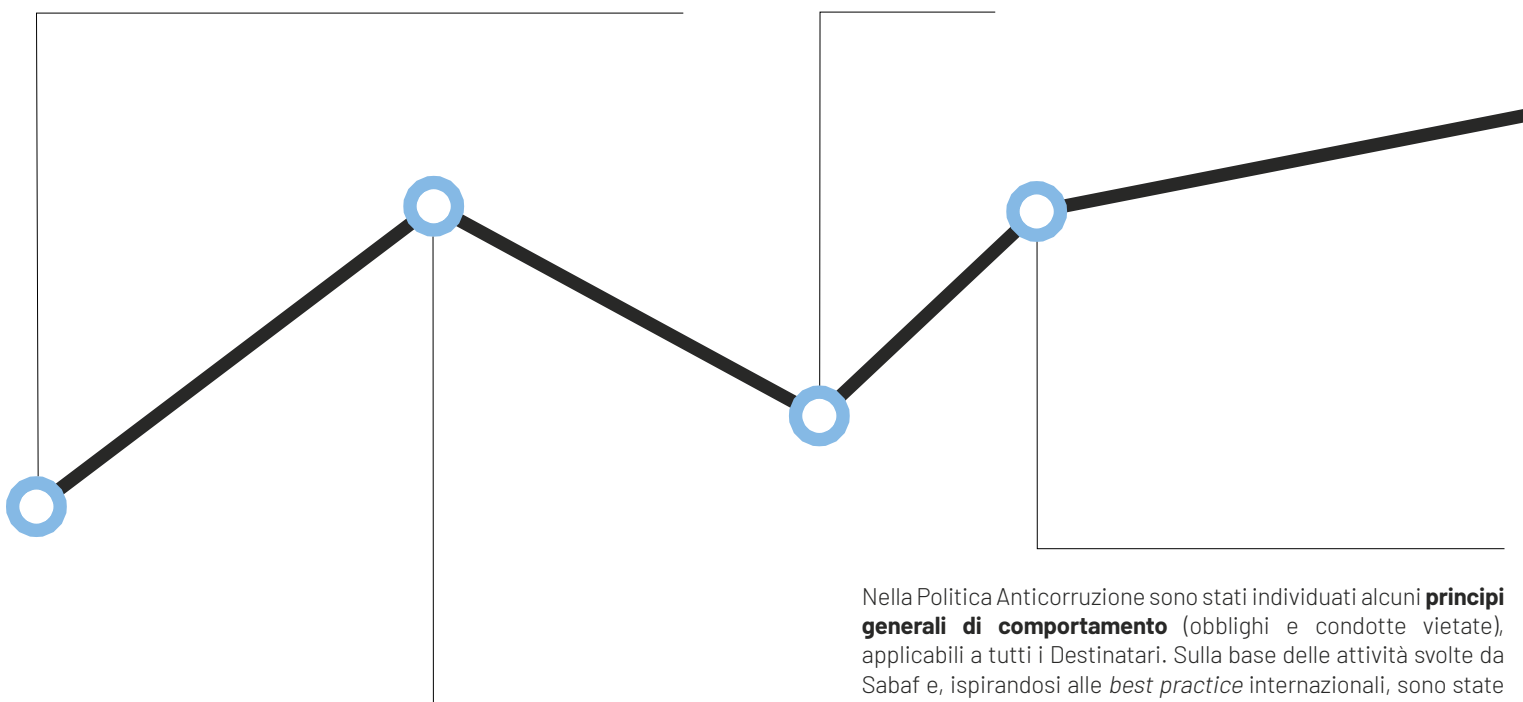 Nella Politica Anticorruzione sono stati individuati alcuni principi
generali di comportamento (obblighi e condotte vietate),
applicabili a tutti i Destinatari. Sulla base delle attività svolte da
Sabaf e, ispirandosi alle best practice internazionali, sono state